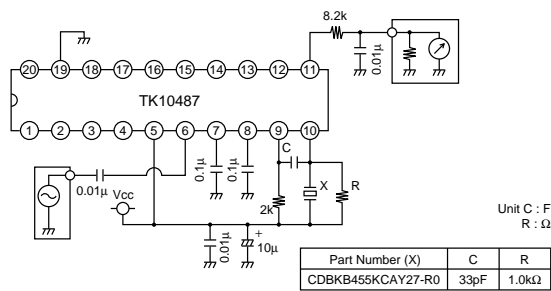 8.2k
0.01µ
20 19 18 17 16 15 14 13 12 11
TK10487
1 2 3 4 5 6 7 8 9 10
0.01µ
Vcc
0.1µ
0.1µ
C
2k
X
R
0.01µ
+
10µ
Unit C : F
R : Ω
Part Number (X) C R
CDBKB455KCAY27-R0 33pF 1.0kΩ